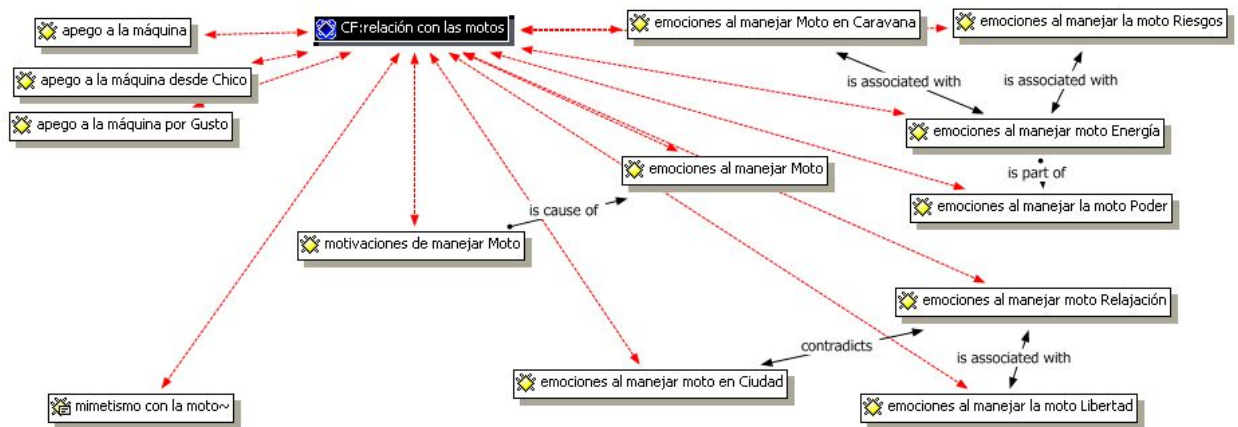 apego a la máquina
CF:relación con las motos
emociones al manejar Moto en Caravana
emociones al manejar la moto Riesgos
apego a la máquina desde Chico
is associated with
is associated with
apego a la máquina por Gusto
emociones al manejar moto Energía
emociones al manejar Moto
is part of
is cause of
emociones al manejar la moto Poder
motivaciones de manejar Moto
emociones al manejar moto Relajación
contradicts
is associated with
emociones al manejar moto en Ciudad
mimetismo con la moto~
emociones al manejar la moto Libertad